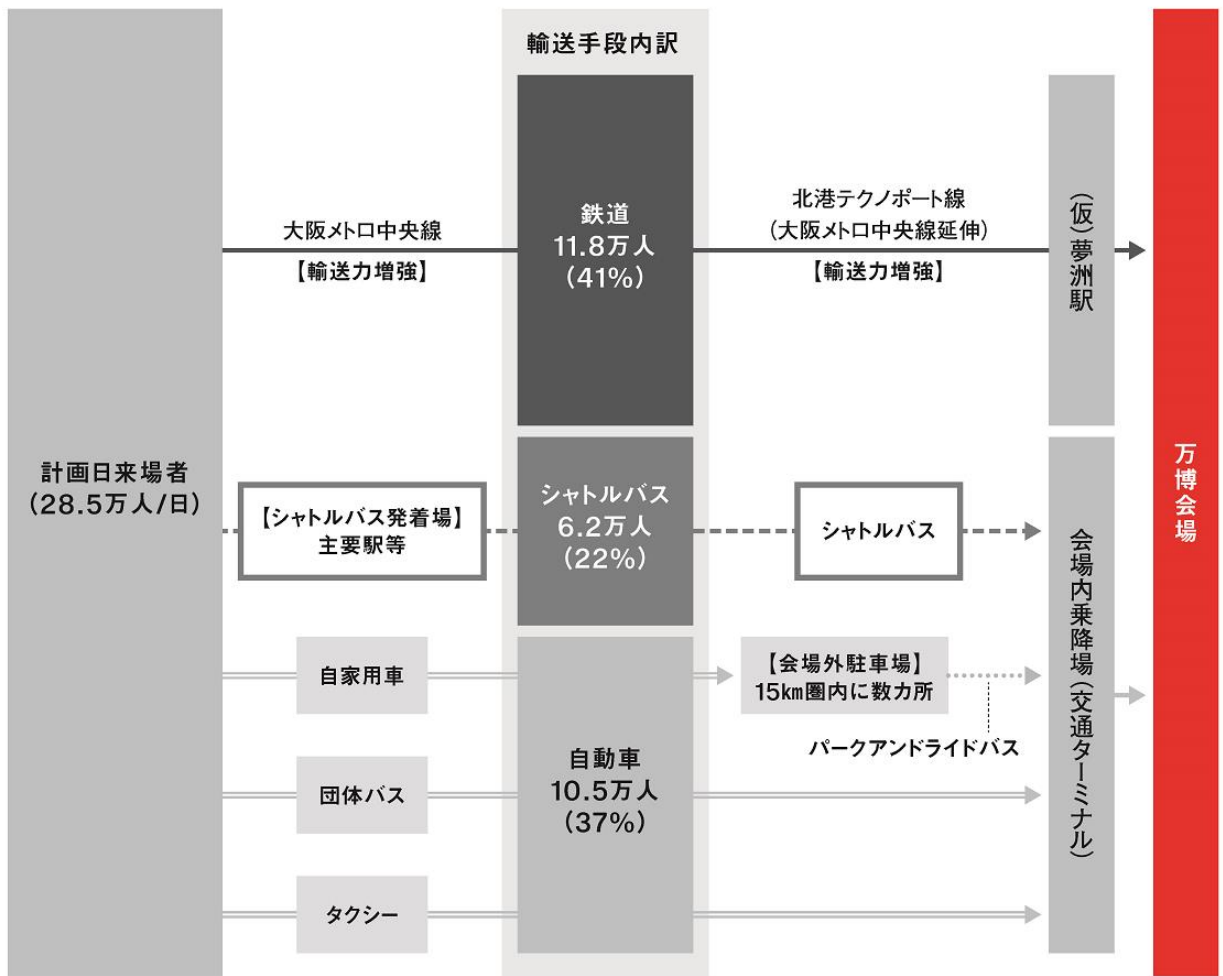 輸送手段内訳
計画日来場者
(28.5万人/日)
大阪メトロ中央線
【輸送力増強】
鉄道
11.8万人
(41%)
北港テクノポート線
(大阪メトロ中央線延伸)
【輸送力増強】
(仮)夢洲駅
【シャトルバス発着場】
主要駅等
シャトルバス
6.2万人
(22%)
シャトルバス
自家用車
団体バス
タクシー
自動車
10.5万人
(37%)
【会場外駐車場】
15km圏内に数カ所
パークアンドライドバス
会場内乗降場(交通ターミナル)
万博会場